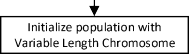 Initialize population with
Variable Length Chromosome